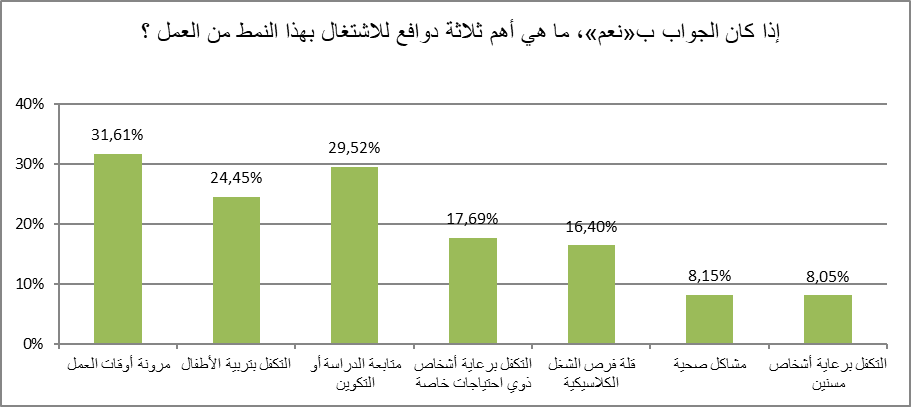 إذا كان الجواب ب«نعم»، ما هي أهم ثلاثة دوافع للاشتغال بهذا النمط من العمل ؟
40%
30%
20%
10%
0%
31,61%
24,45%
29,52%
17,69%
16,40%
8,15%
8,05%
مرونة أوقات العمل
التكفل بتربية الأطفال
متابعة الدراسة أو
التكوين
التكفل برعاية أشخاص
ذوي احتياجات خاصة
قلة فرص الشغل
الكلاسيكية
مشاكل صحية
التكفل برعاية أشخاص
مسنين